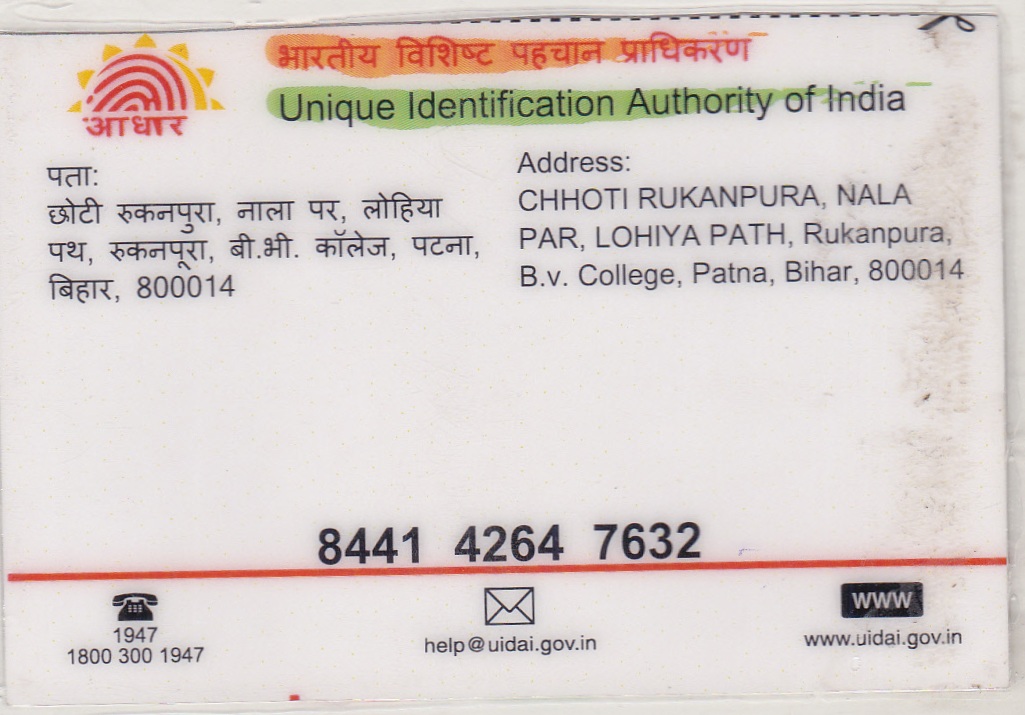 भारतीय विशिष्ट पहचान प्राधिकरण
Unique Identification Authority of India
आधार
पता:
छोटी रुकनपुरा, नाला पर, लोहिया
पथ, रुकनपूरा, बी.भी. कॉलेज, पटना,
बिहार, 800014
Address:
CHHOTI RUKANPURA, NALA
PAR, LOHIYA PATH, Rukanpura,
B.v. College, Patna, Bihar, 800014
8441 4264 7632
1947
1800 300 1947
help@uidai.gov.in
WWW
www.uidai.gov.in